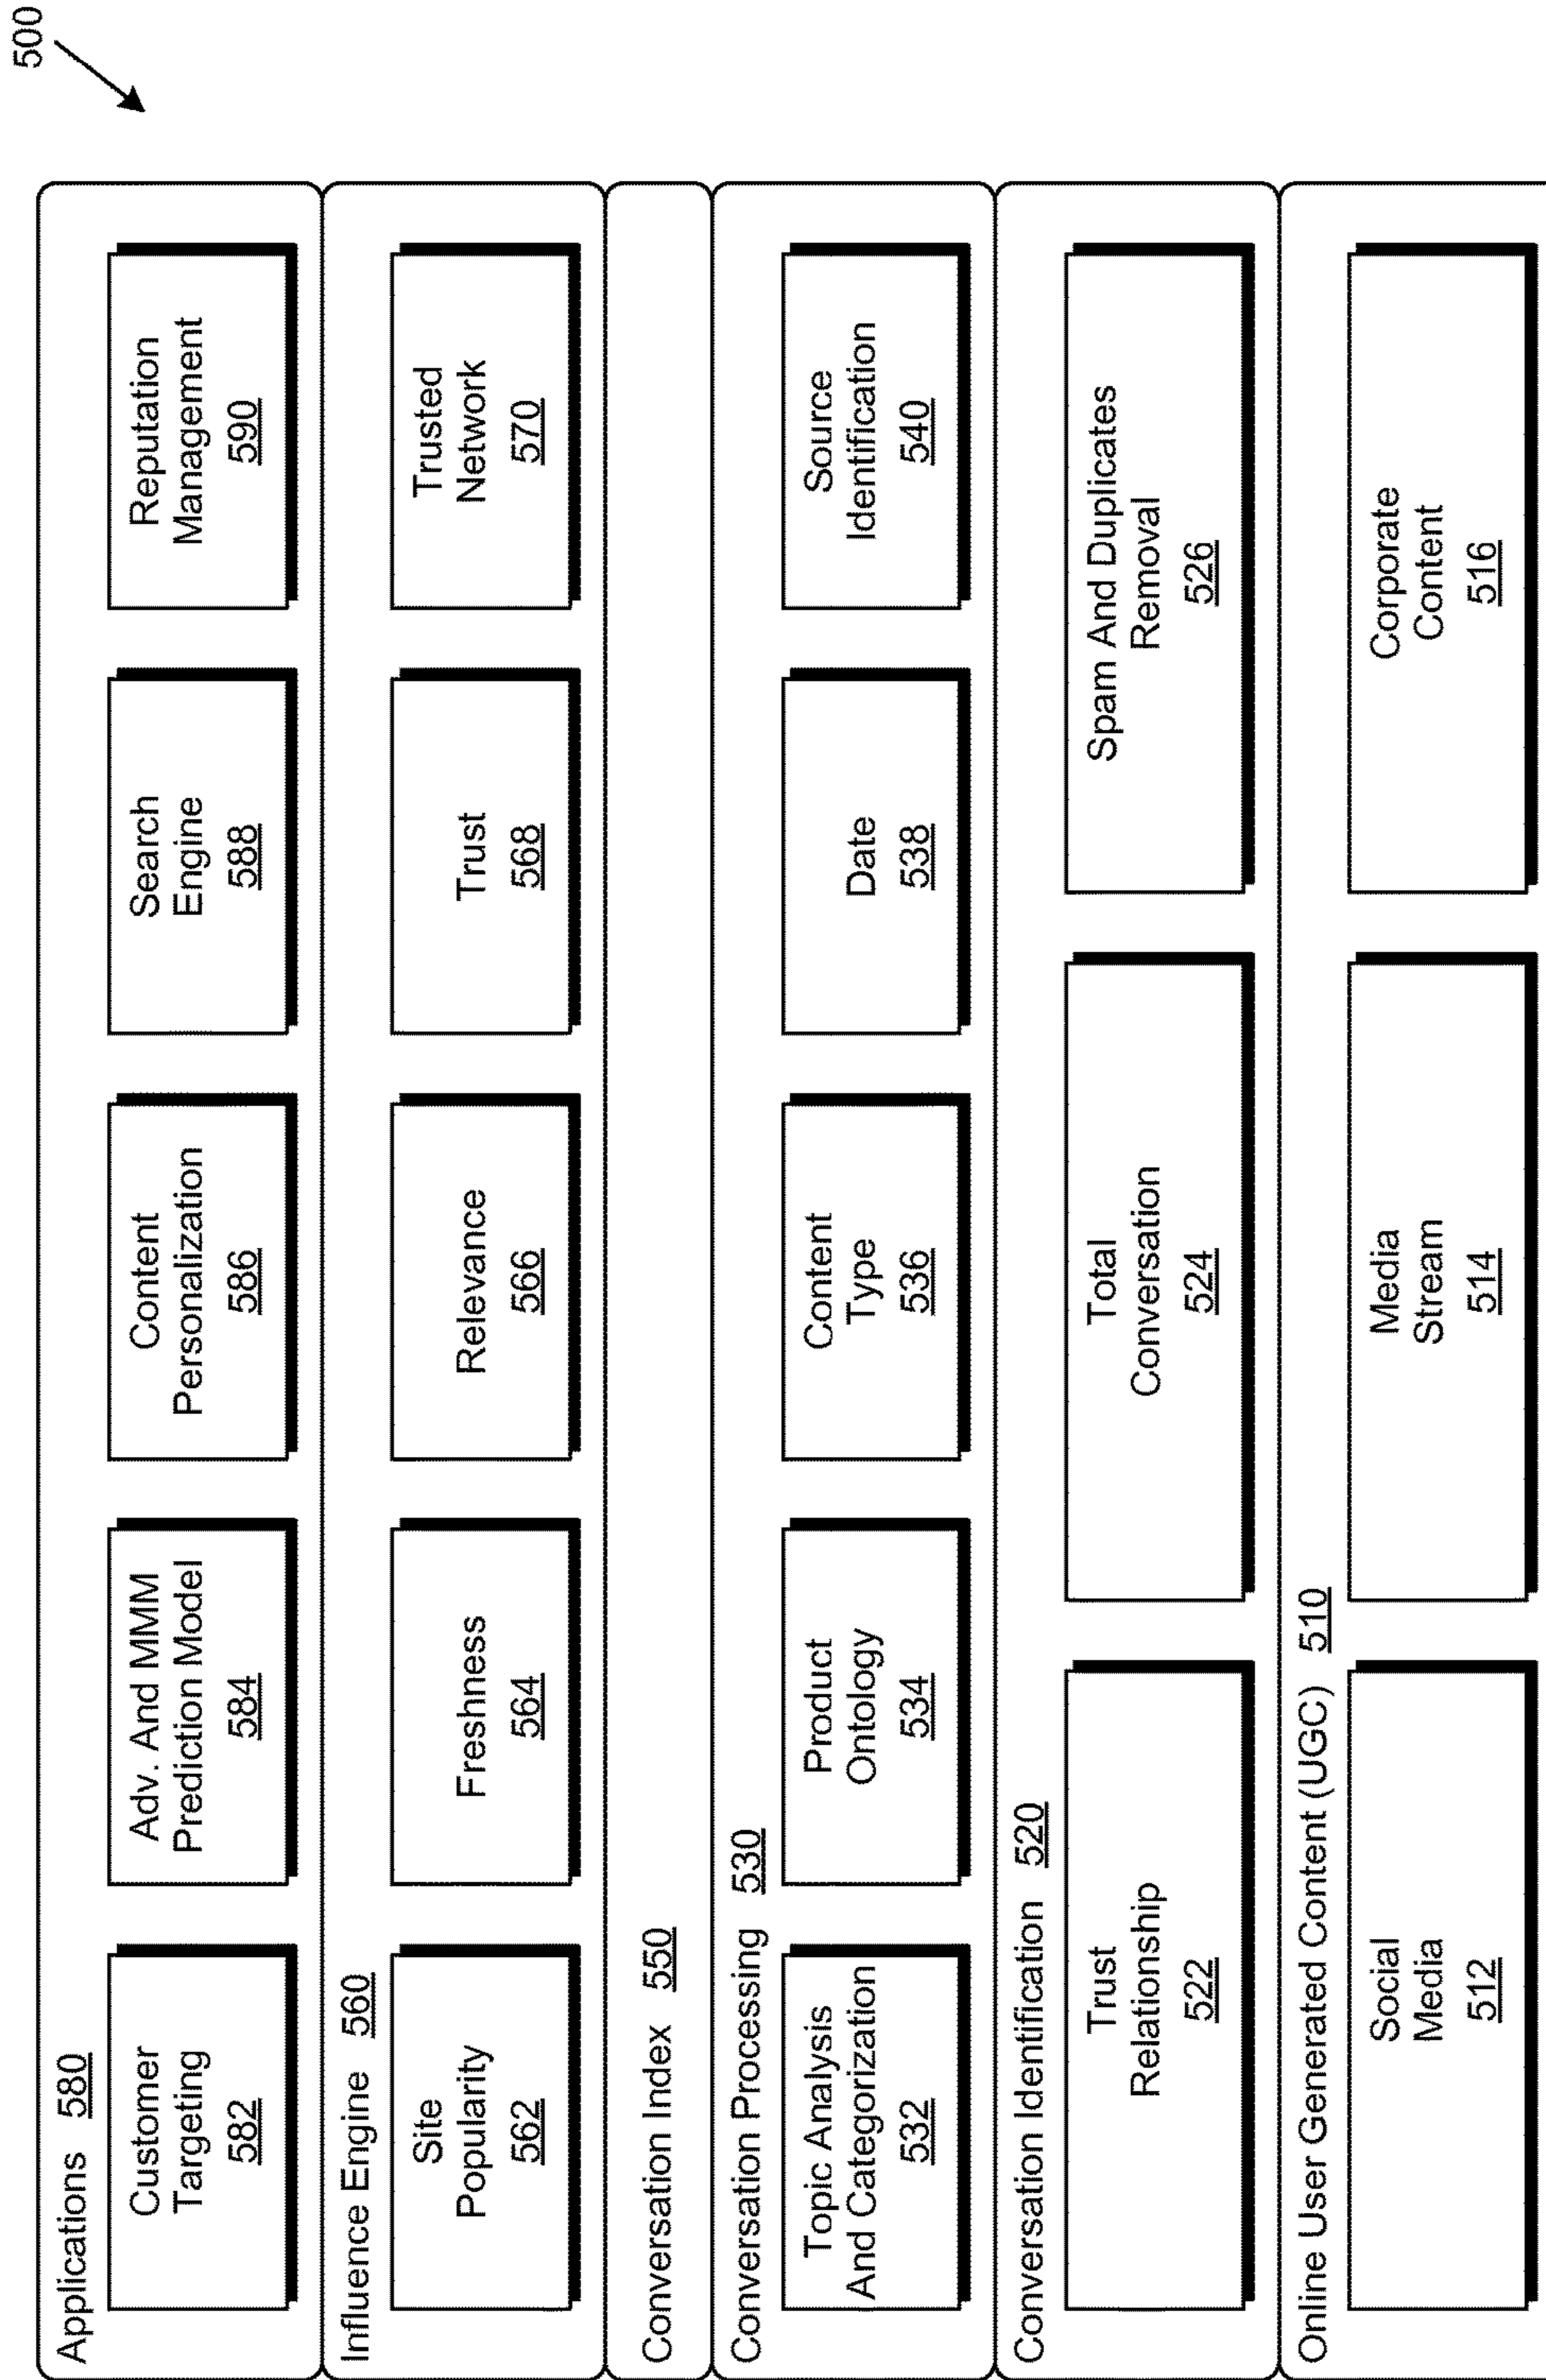 500
Applications 580
Customer
Targeting
582
Adv. And MMM
Prediction Model
584
Content
Personalization
586
Search
Engine
588
Reputation
Management
590
Influence Engine 560
Site
Popularity
562
Freshness
564
Relevance
566
Trust
568
Trusted
Network
570
Conversation Index 550
Conversation Processing 530
Topic Analysis
And Categorization
532
Product
Ontology
534
Content
Type
536
Date
538
Source
Identification
540
Conversation Identification 520
Trust
Relationship
522
Total
Conversation
524
Spam And Duplicates
Removal
526
Online User Generated Content (UGC) 510
Social
Media
512
Media
Stream
514
Corporate
Content
516